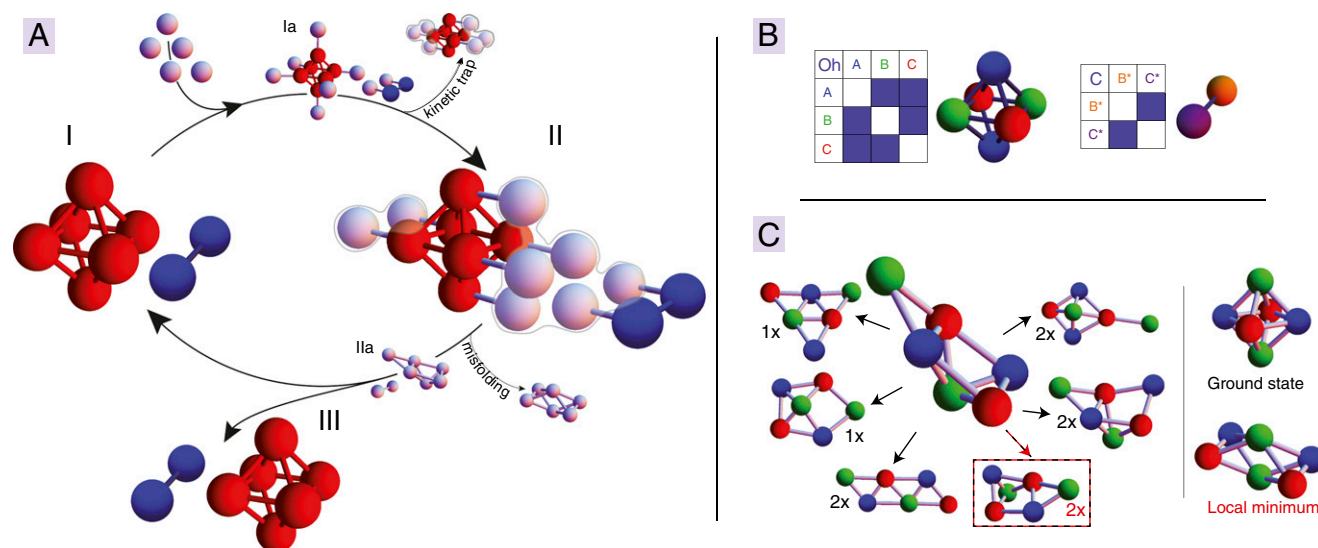 A
Ia
kinetic trap
I
II
IIa
misfolding
III
B
Oh A B C
A
B
C
C B* C*
B*
C*
C
1x
2x
1x
2x
2x
2x
Ground state
Local minimum